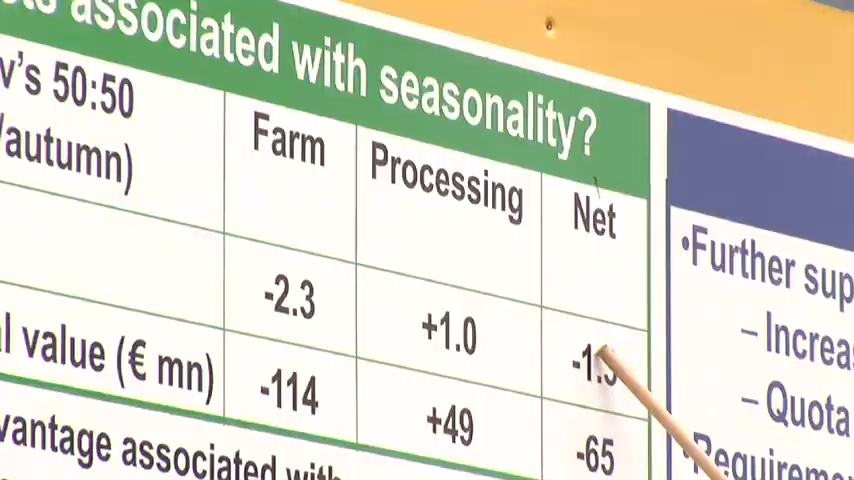 associated with seasonality?
v's 50:50
/autumn)
Farm
Processing
Net
-2.3
+1.0
l value (€ mn)
-114
+49
-65
vantage associated with
•Further sup
– Increa
– Quota